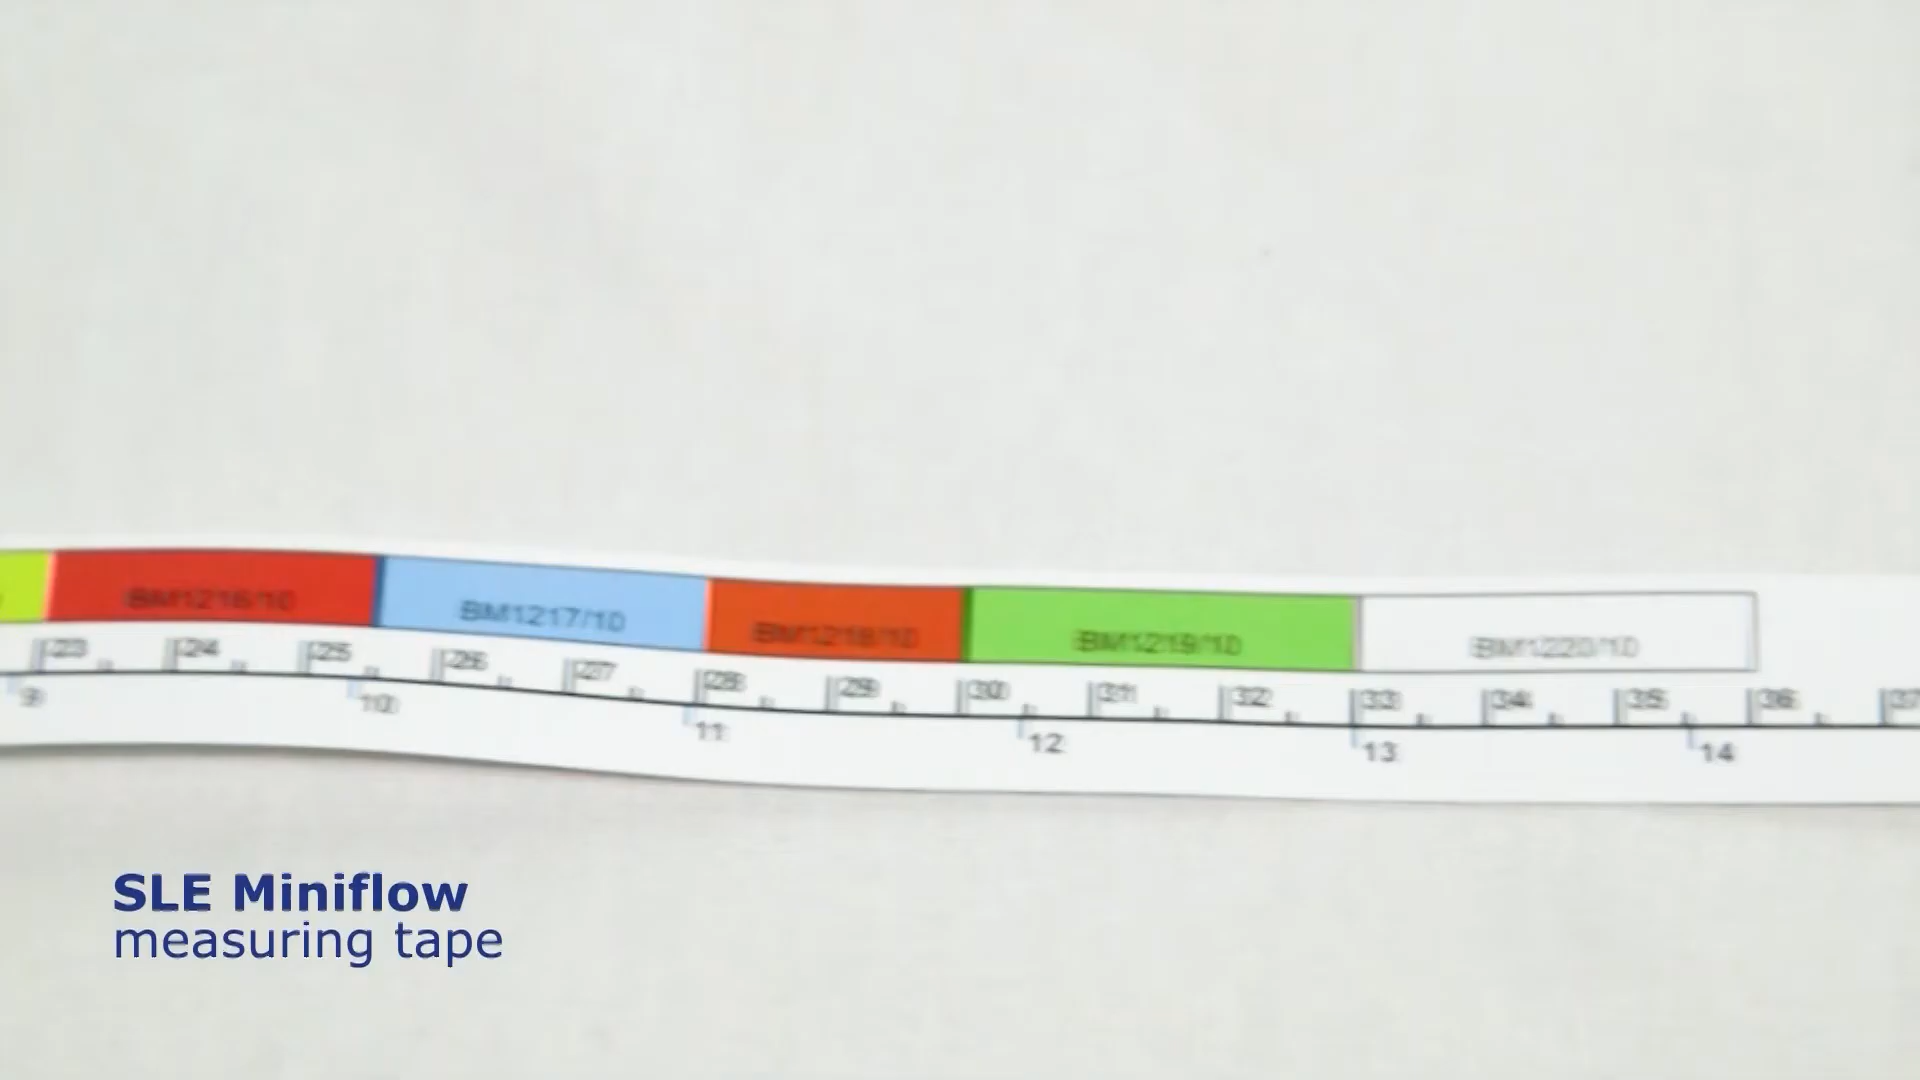 BM1216/10 BM1217/10 BM1218/10 BM1219/10 BM1220/10
23 24 25 26 27 28 29 30 31 32 33 34 35 36 37
9 10 11 12 13 14
SLE Miniflow
measuring tape